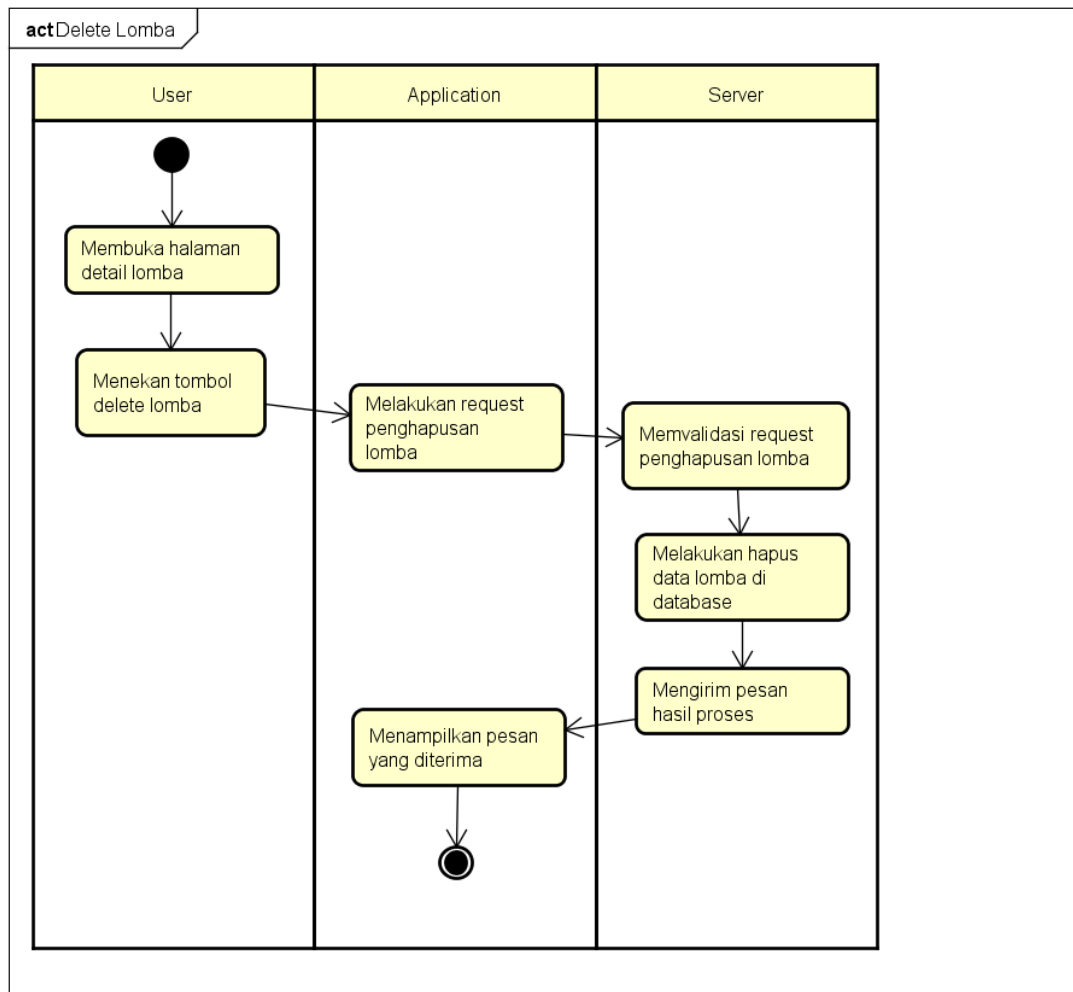 act Delete Lomba
User
Application
Server
Membuka halaman
detail lomba
Menekan tombol
delete lomba
Melakukan request
penghapusan
lomba
Memvalidasi request
penghapusan lomba
Melakukan hapus
data lomba di
database
Mengirim pesan
hasil proses
Menampilkan pesan
yang diterima